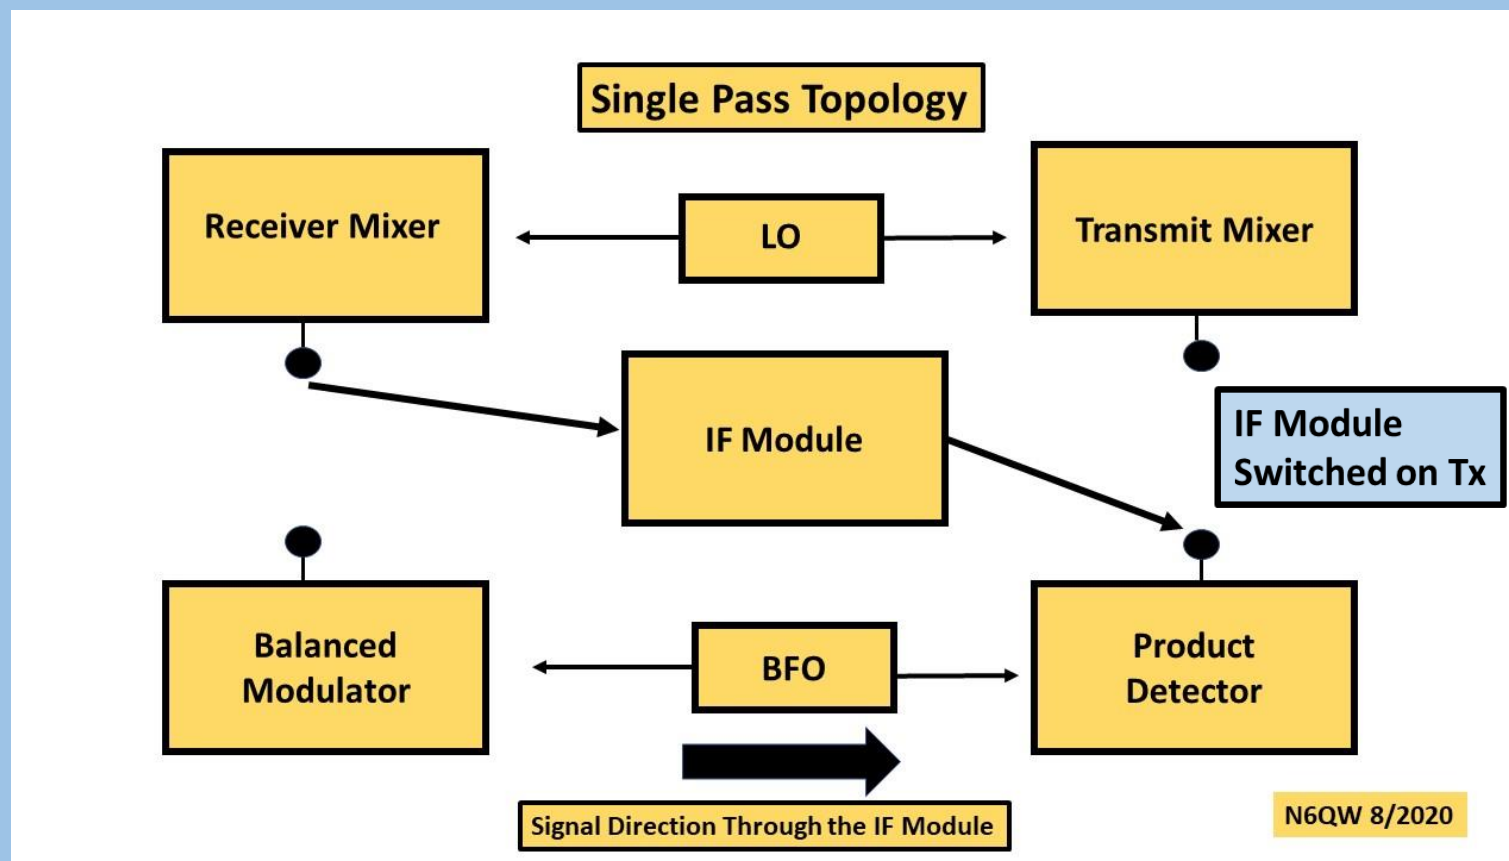 Single Pass Topology
Receiver Mixer
LO
Transmit Mixer
IF Module
IF Module
Switched on Tx
Balanced
Modulator
BFO
Product
Detector
Signal Direction Through the IF Module
N6QW 8/2020